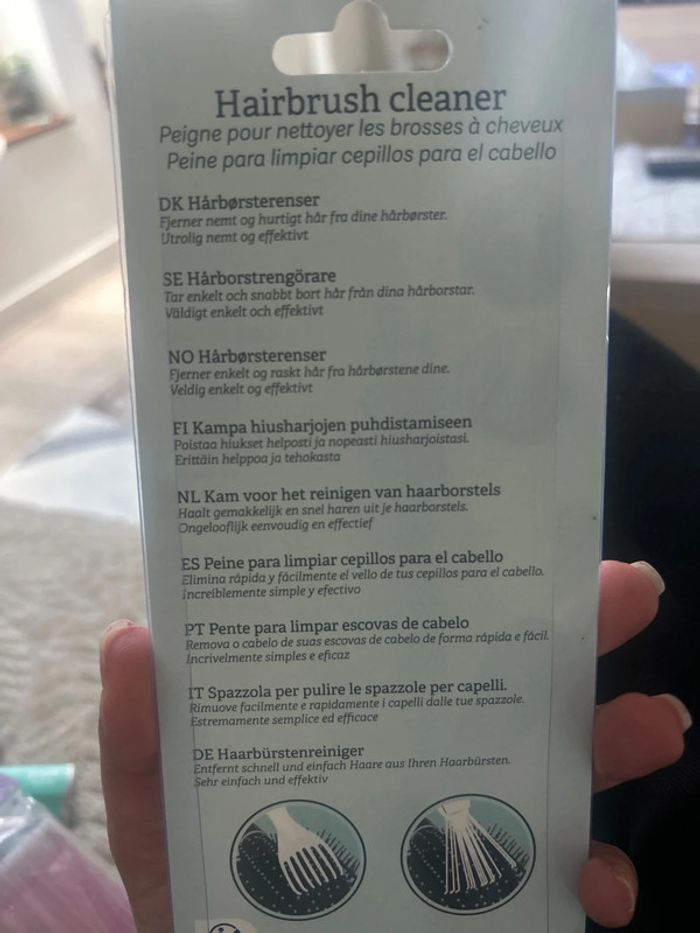 Hairbrush cleaner
Peigne pour nettoyer les brosses à cheveux
Peine para limpiar cepillos para el cabello
DK Hårbørsterenser
Fjerner nemt og hurtigt hår fra dine hårbørster.
Utrolig nemt og effektivt
SE Hårborstrengörare
Tar enkelt och snabbt bort hår från dina hårborstar.
Väldigt enkelt och effektivt
NO Hårbørsterenser
Fjerner enkelt og raskt hår fra hårbørstene dine.
Veldig enkelt og effektivt
FI Kampa hiusharjojen puhdistamiseen
Poistaa hiukset helposti ja nopeasti hiusharjoistasi.
Erittäin helppoa ja tehokasta
NL Kam voor het reinigen van haarborstels
Haalt gemakkelijk en snel haren uit je haarborstels.
Ongelooflijk eenvoudig en effectief
ES Peine para limpiar cepillos para el cabello
Elimina rápida y fácilmente el vello de tus cepillos para el cabello.
Increíblemente simple y efectivo
PT Pente para limpar escovas de cabelo
Remova o cabelo de suas escovas de cabelo de forma rápida e fácil.
Incrivelmente simples e eficaz
IT Spazzola per pulire le spazzole per capelli.
Rimuove facilmente e rapidamente i capelli dalle tue spazzole.
Estremamente semplice ed efficace
DE Haarbürstenreiniger
Entfernt schnell und einfach Haare aus Ihren Haarbürsten.
Sehr einfach und effektiv